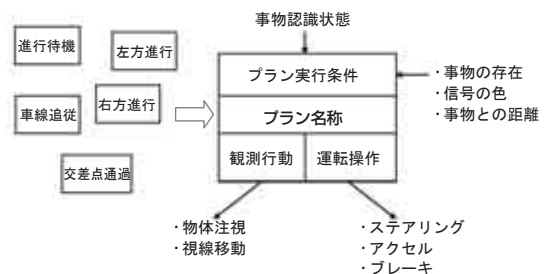 事物認識状態
進行待機
左方進行
車線追従
右方進行
交差点通過
プラン実行条件
プラン名称
観測行動
運転操作
・事物の存在
・信号の色
・事物との距離
・物体注視
・視線移動
・ステアリング
・アクセル
・ブレーキ